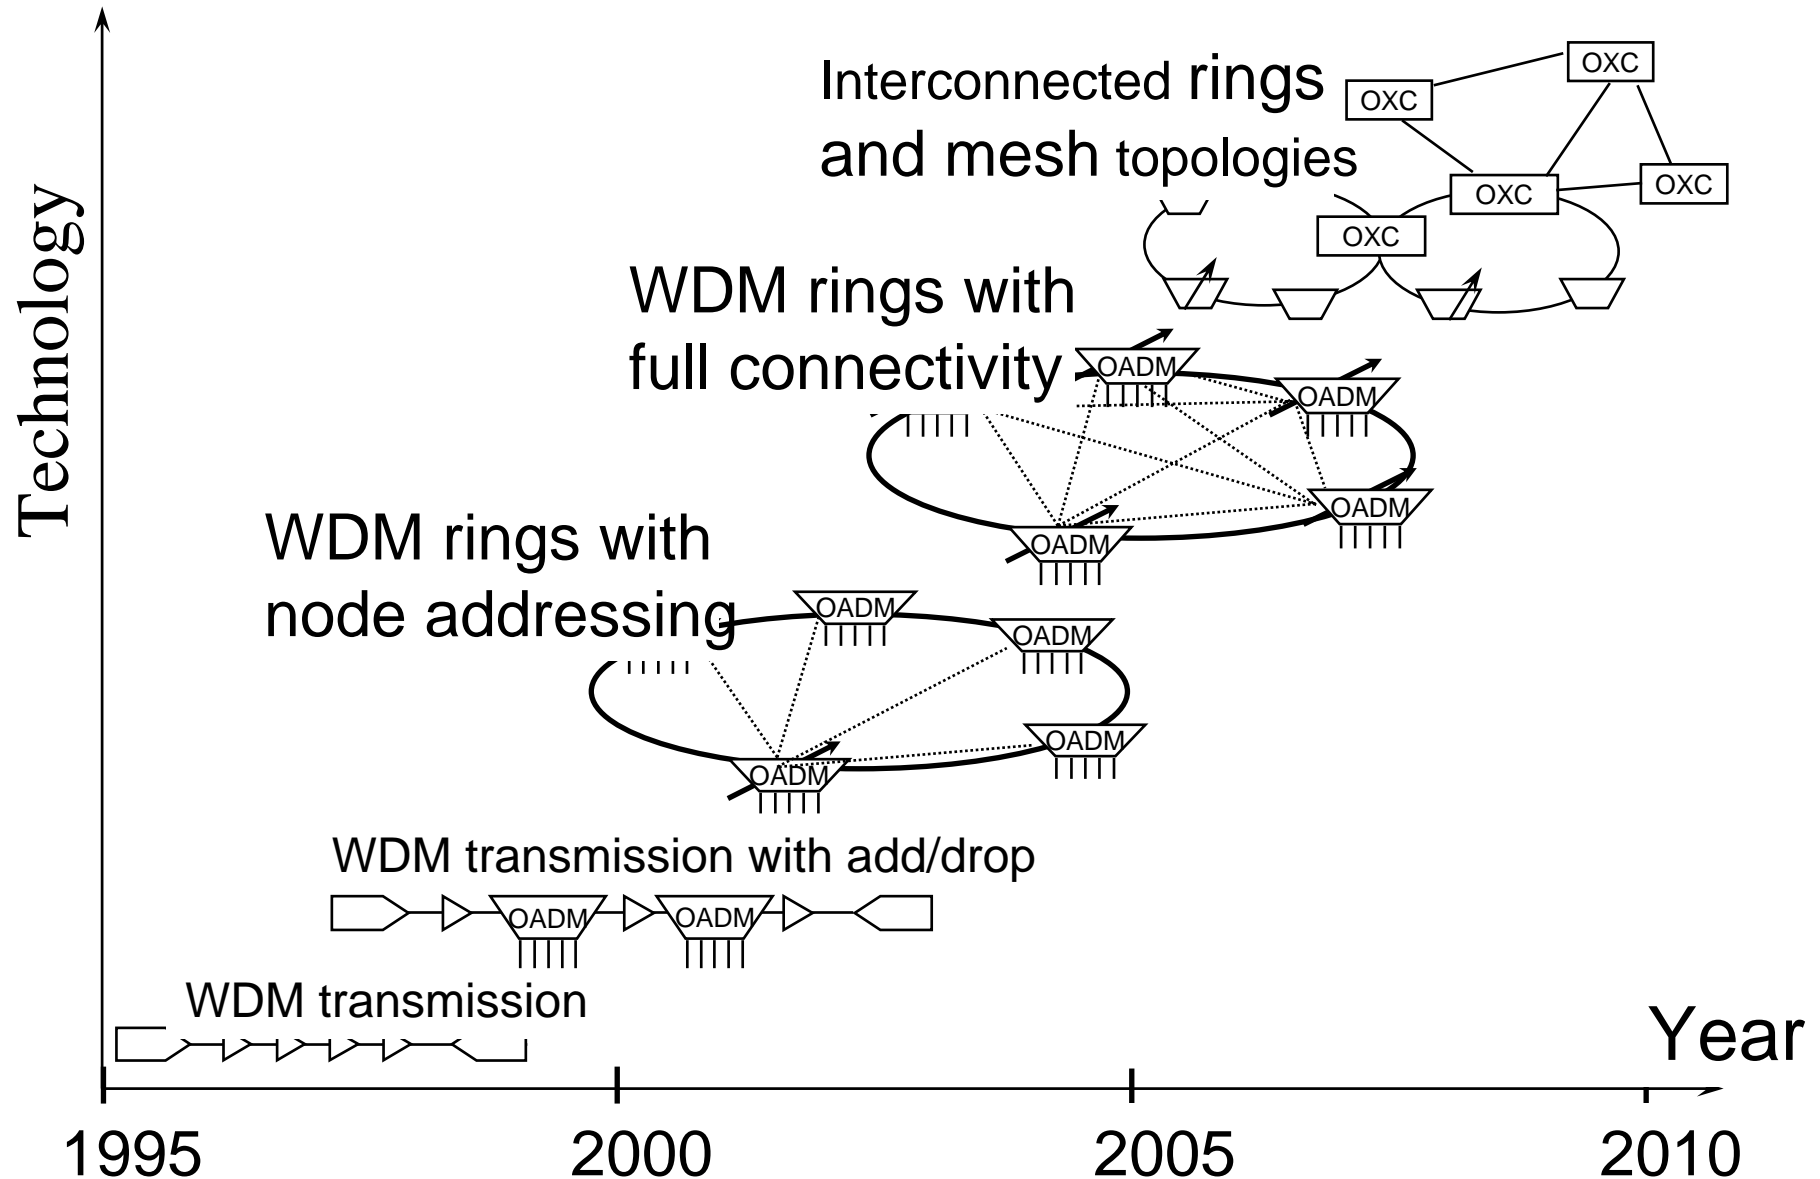 Interconnected rings
and mesh topologies
OXC
OXC
OXC
OXC
OXC
Technology
WDM rings with
full connectivity
OADM
OADM
OADM
OADM
WDM rings with
node addressing
OADM
OADM
OADM
OADM
WDM transmission with add/drop
OADM
OADM
WDM transmission
Year
1995
2000
2005
2010